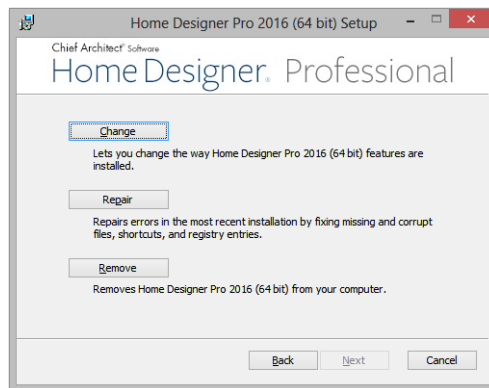 Home Designer Pro 2016 (64 bit) Setup
Chief Architect® Software
Home Designer® Professional
Change
Lets you change the way Home Designer Pro 2016 (64 bit) features are
installed.
Repair
Repairs errors in the most recent installation by fixing missing and corrupt
files, shortcuts, and registry entries.
Remove
Removes Home Designer Pro 2016 (64 bit) from your computer.
Back Next Cancel